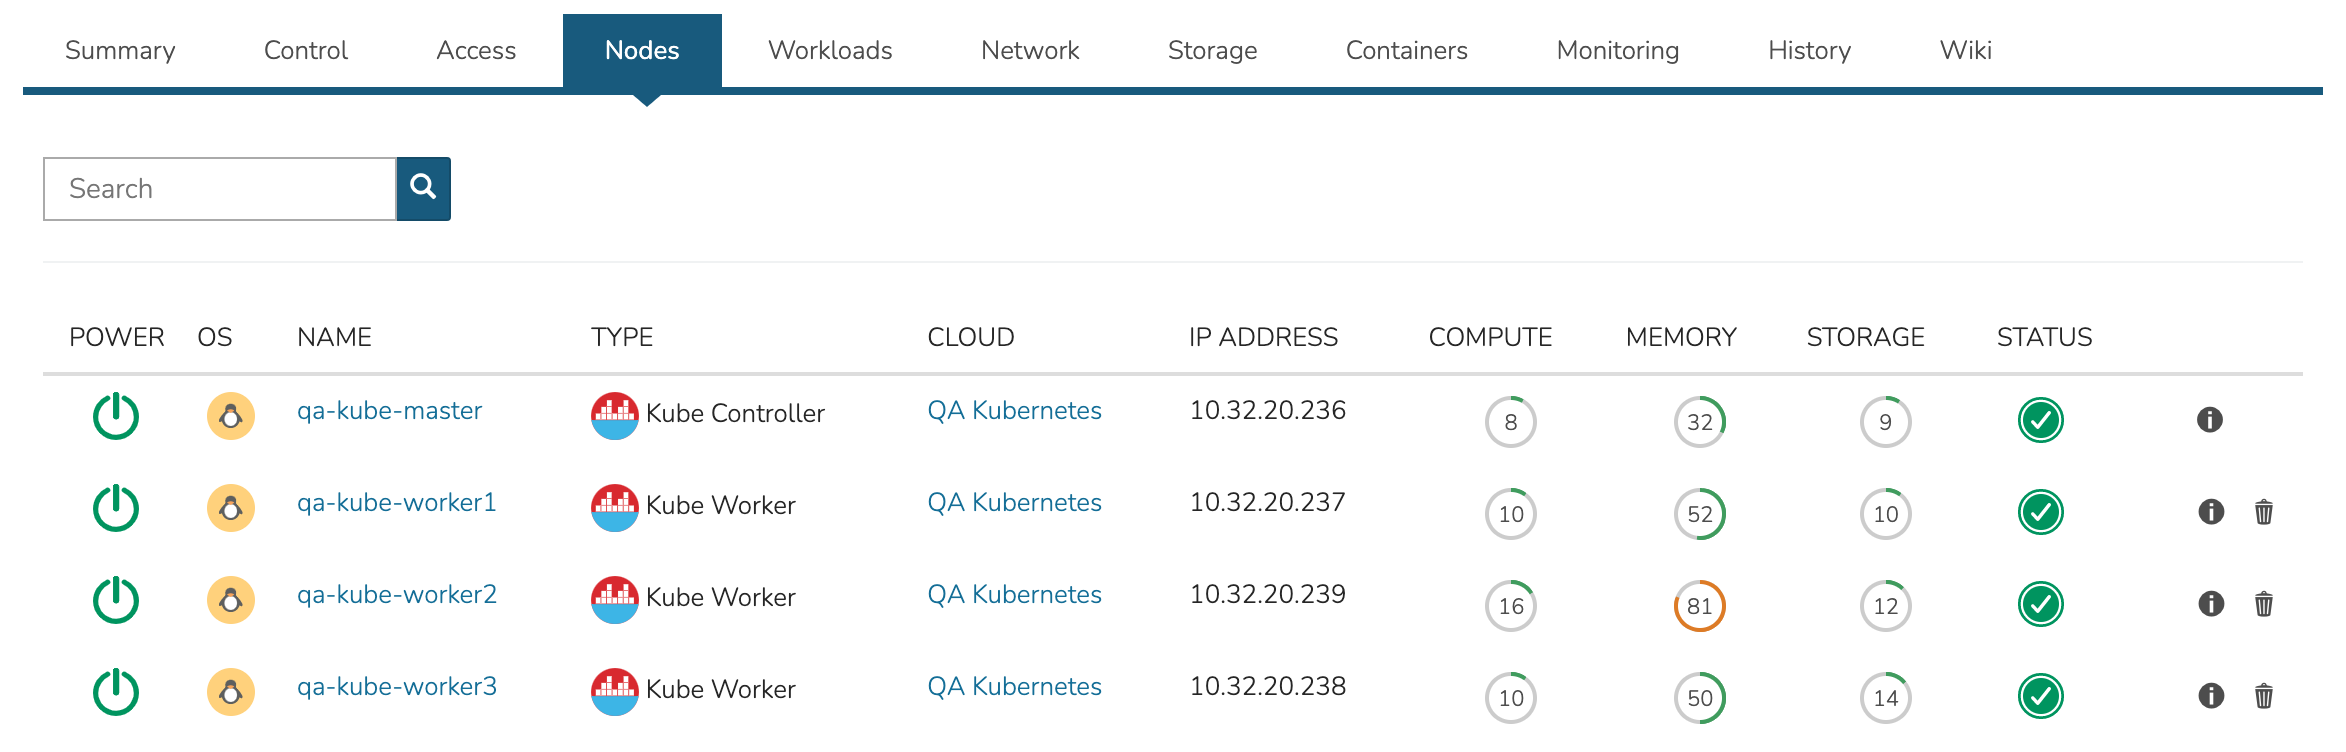 Summary Control Access Nodes Workloads Network Storage Containers Monitoring History Wiki
Search
POWER OS NAME TYPE CLOUD IP ADDRESS COMPUTE MEMORY STORAGE STATUS
qa-kube-master Kube Controller QA Kubernetes 10.32.20.236 8 32 9
qa-kube-worker1 Kube Worker QA Kubernetes 10.32.20.237 10 52 10
qa-kube-worker2 Kube Worker QA Kubernetes 10.32.20.239 16 81 12
qa-kube-worker3 Kube Worker QA Kubernetes 10.32.20.238 10 50 14